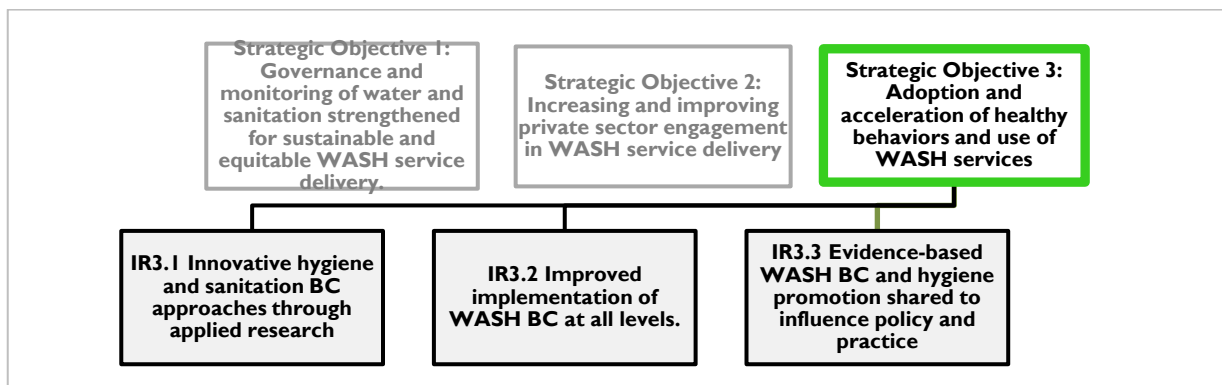 Strategic Objective 1:
Governance and
monitoring of water and
sanitation strengthened
for sustainable and
equitable WASH service
delivery.
Strategic Objective 2:
Increasing and improving
private sector engagement
in WASH service delivery
Strategic Objective 3:
Adoption and
acceleration of healthy
behaviors and use of
WASH services
IR3.1 Innovative hygiene
and sanitation BC
approaches through
applied research
IR3.2 Improved
implementation of
WASH BC at all levels.
IR3.3 Evidence-based
WASH BC and hygiene
promotion shared to
influence policy and
practice